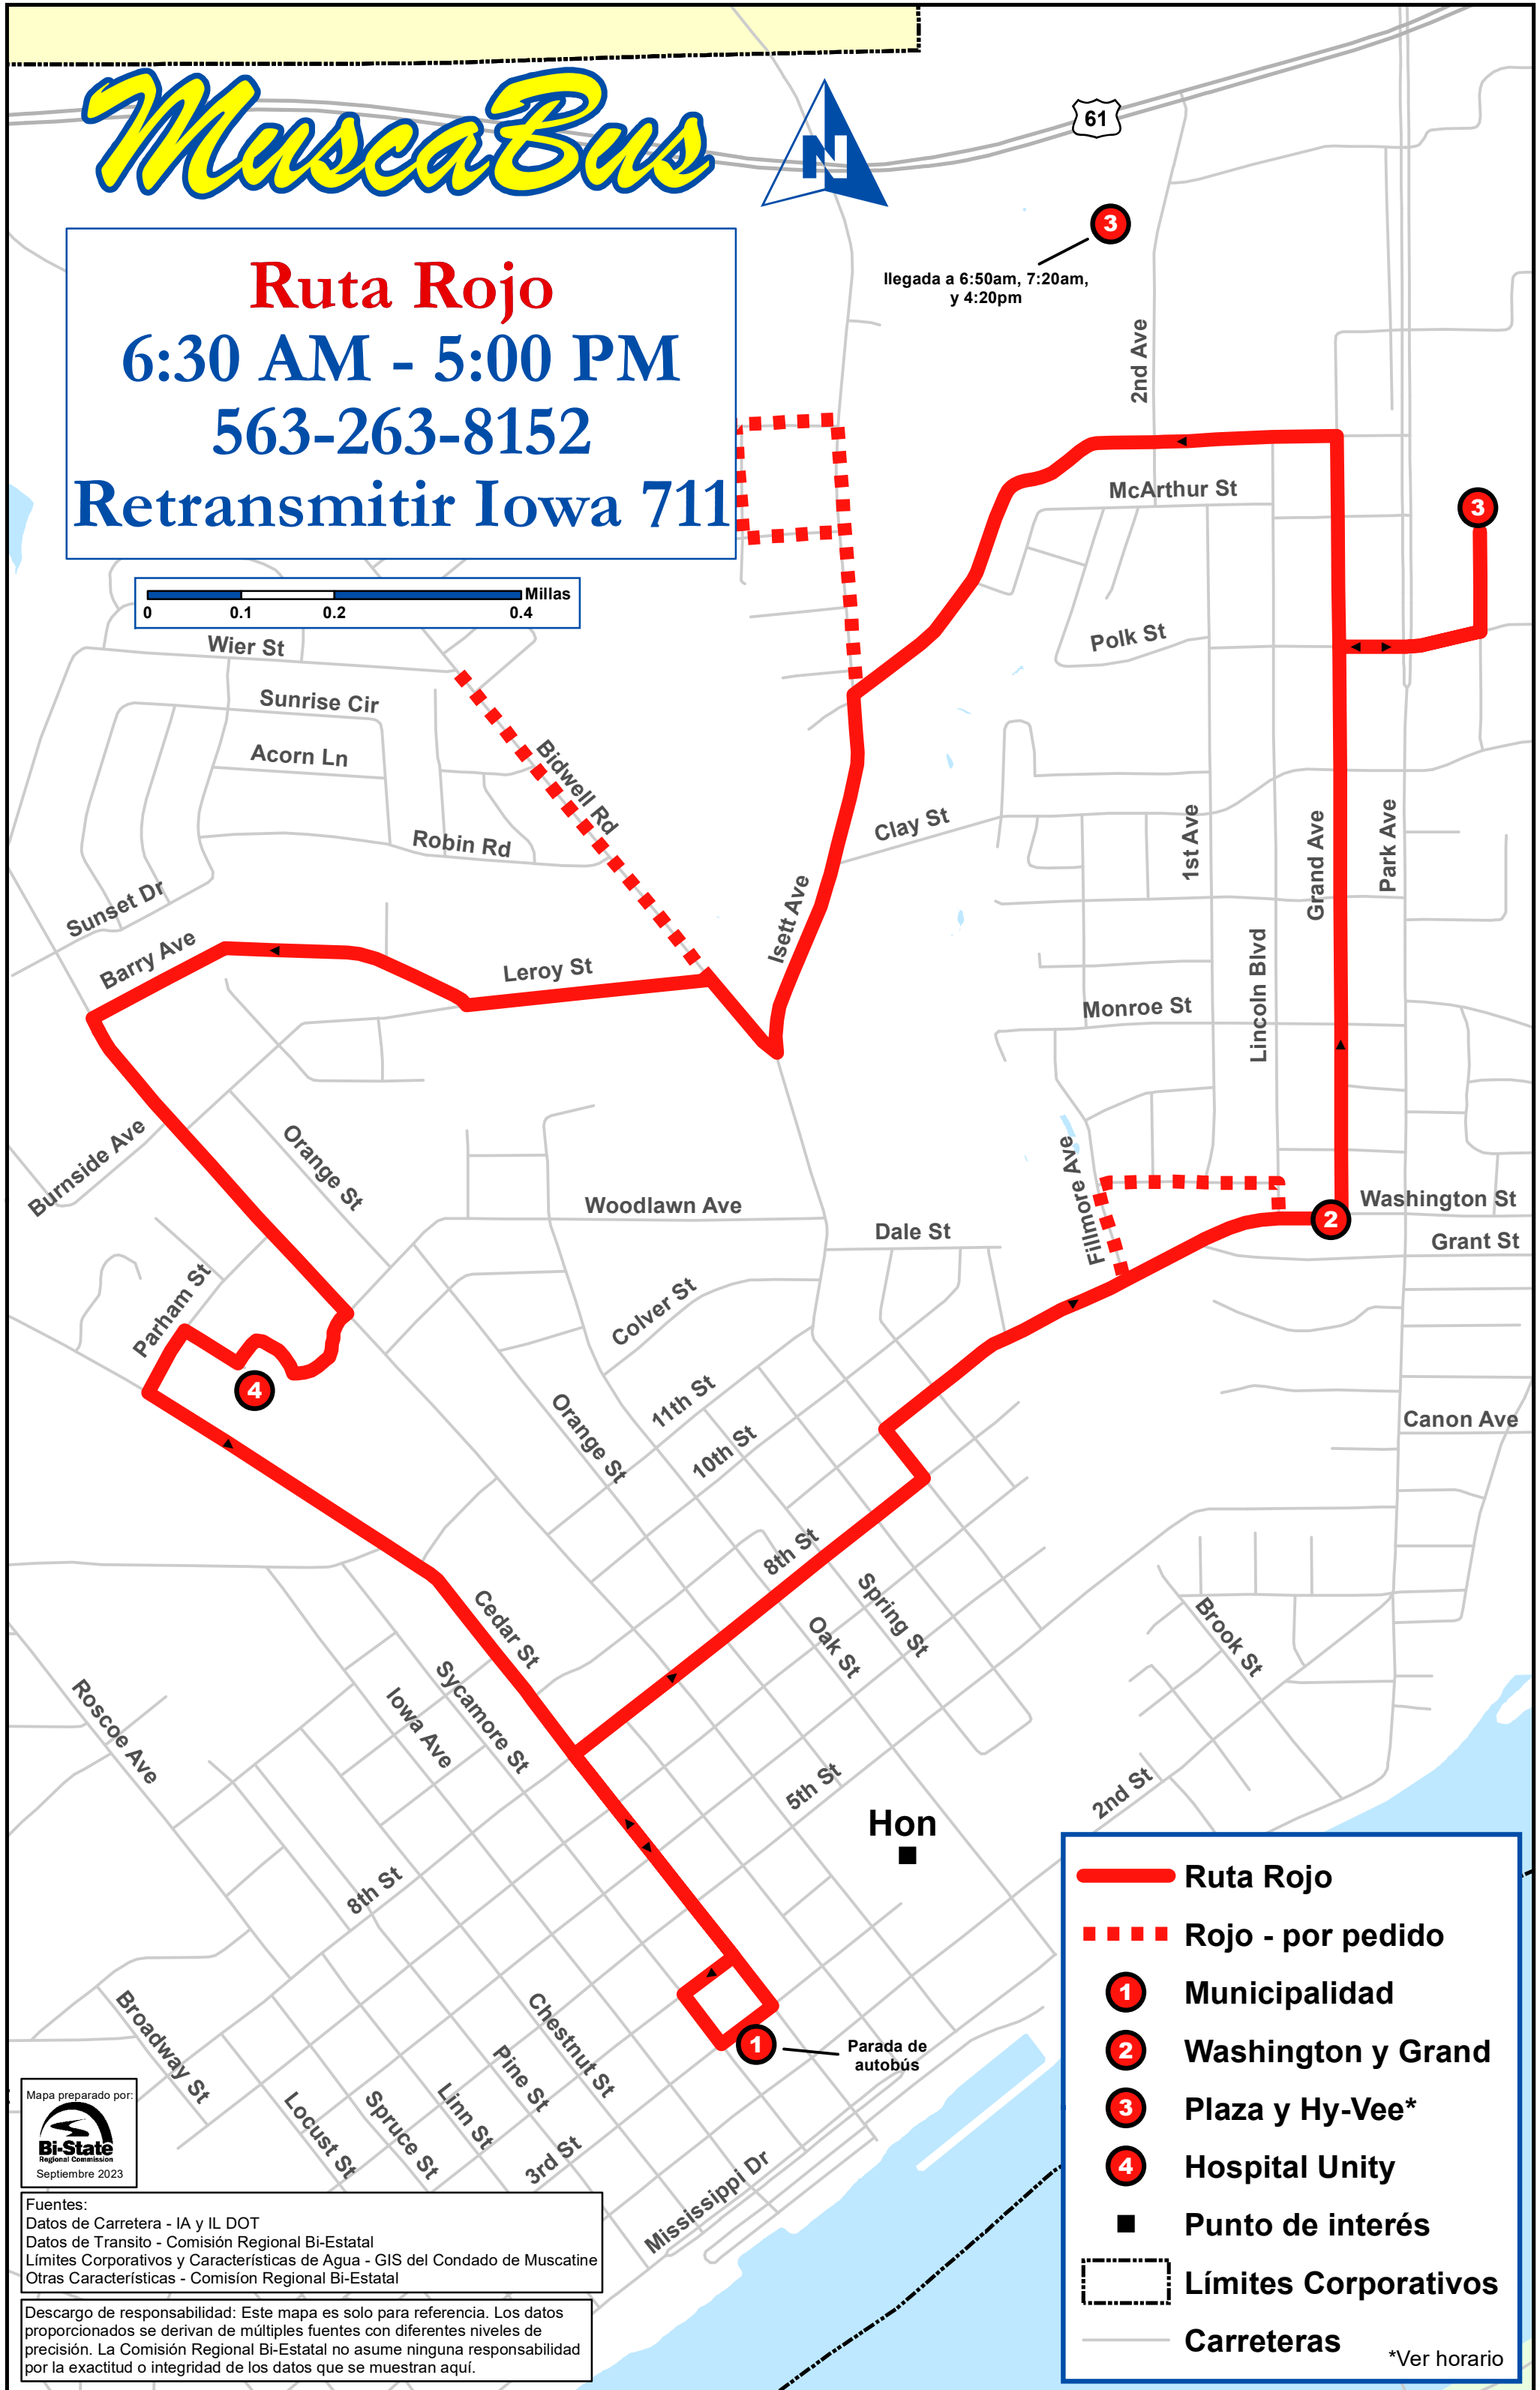 MuscaBus
N
61
3
llegada a 6:50am, 7:20am,
y 4:20pm
Ruta Rojo
6:30 AM - 5:00 PM
563-263-8152
Retransmitir Iowa 711
Millas
0 0.1 0.2 0.4
2nd Ave
McArthur St
3
Polk St
Wier St
Sunrise Cir
Acorn Ln
Bidwell Rd
Robin Rd
Clay St
1st Ave
Grand Ave
Park Ave
Sunset Dr
Barry Ave
Leroy St
Isett Ave
Lincoln Blvd
Monroe St
Burnside Ave
Orange St
Fillmore Ave
Woodlawn Ave
Dale St
2
Washington St
Grant St
Parham St
Colver St
4
11th St
10th St
Orange St
Canon Ave
8th St
Spring St
Oak St
Cedar St
Brook St
Sycamore St
Iowa Ave
Roscoe Ave
5th St
2nd St
Hon
8th St
Broadway St
Chestnut St
Pine St
Linn St
Spruce St
Locust St
3rd St
Mississippi Dr
1
Parada de
autobús
Mapa preparado por:
Bi-State
Regional Commission
Septiembre 2023
Fuentes:
Datos de Carretera - IA y IL DOT
Datos de Transito - Comisión Regional Bi-Estatal
Límites Corporativos y Características de Agua - GIS del Condado de Muscatine
Otras Características - Comisíon Regional Bi-Estatal
Descargo de responsabilidad: Este mapa es solo para referencia. Los datos
proporcionados se derivan de múltiples fuentes con diferentes niveles de
precisión. La Comisión Regional Bi-Estatal no asume ninguna responsabilidad
por la exactitud o integridad de los datos que se muestran aquí.
Ruta Rojo
Rojo - por pedido
1 Municipalidad
2 Washington y Grand
3 Plaza y Hy-Vee*
4 Hospital Unity
Punto de interés
Límites Corporativos
Carreteras
*Ver horario